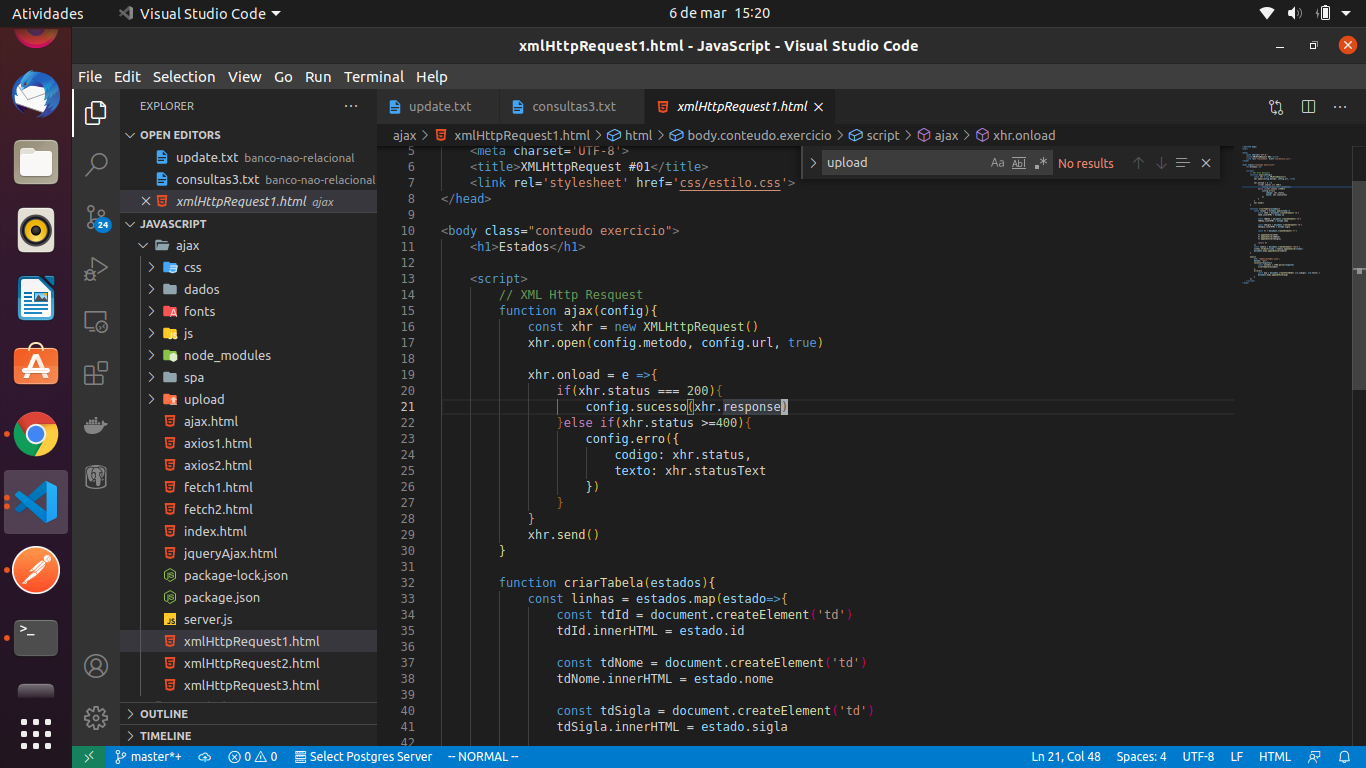 Atividades
Visual Studio Code
6 de mar 15:20
xmlHttpRequest1.html - JavaScript - Visual Studio Code
File Edit Selection View Go Run Terminal Help
EXPLORER
OPEN EDITORS
update.txt banco-nao-relacional
consultas3.txt banco-nao-relacional
xmlHttpRequest1.html ajax
24
JAVASCRIPT
ajax
css
dados
fonts
js
node_modules
spa
upload
ajax.html
axios1.html
axios2.html
fetch1.html
fetch2.html
index.html
jqueryAjax.html
package-lock.json
package.json
server.js
xmlHttpRequest1.html
xmlHttpRequest2.html
xmlHttpRequest3.html
OUTLINE
TIMELINE
update.txt
consultas3.txt
xmlHttpRequest1.html
ajax > xmlHttpRequest1.html > html > body.conteudo.exercicio > script > ajax > xhr.onload
upload Aa Abl .* No results
5 <meta charset='UTF-8'>
6 <title>XMLHttpRequest #01</title>
7 <link rel='stylesheet' href='css/estilo.css'>
8 </head>
9
10 <body class="conteudo exercicio">
11 <h1>Estados</h1>
12
13 <script>
14 // XML Http Resquest
15 function ajax(config){
16 const xhr = new XMLHttpRequest()
17 xhr.open(config.metodo, config.url, true)
18
19 xhr.onload = e =>{
20 if(xhr.status === 200){
21 config.sucesso(xhr.response)
22 }else if(xhr.status >=400){
23 config.erro({
24 codigo: xhr.status,
25 texto: xhr.statusText
26 })
27 }
28 }
29 xhr.send()
30 }
31
32 function criarTabela(estados){
33 const linhas = estados.map(estado=>{
34 const tdId = document.createElement('td')
35 tdId.innerHTML = estado.id
36
37 const tdNome = document.createElement('td')
38 tdNome.innerHTML = estado.nome
39
40 const tdSigla = document.createElement('td')
41 tdSigla.innerHTML = estado.sigla
42
master*+
0 0
Select Postgres Server
-- NORMAL --
Ln 21, Col 48
Spaces: 4
UTF-8
LF
HTML